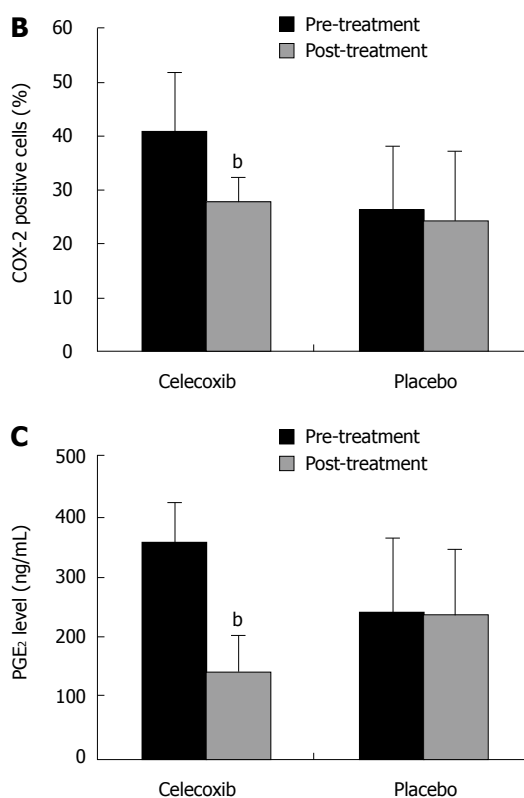 B
60
50
40
30
20
10
0
COX-2 positive cells (%)
Pre-treatment
Post-treatment
b
Celecoxib
Placebo
C
500
400
300
200
100
0
PGE₂ level (ng/mL)
Pre-treatment
Post-treatment
b
Celecoxib
Placebo